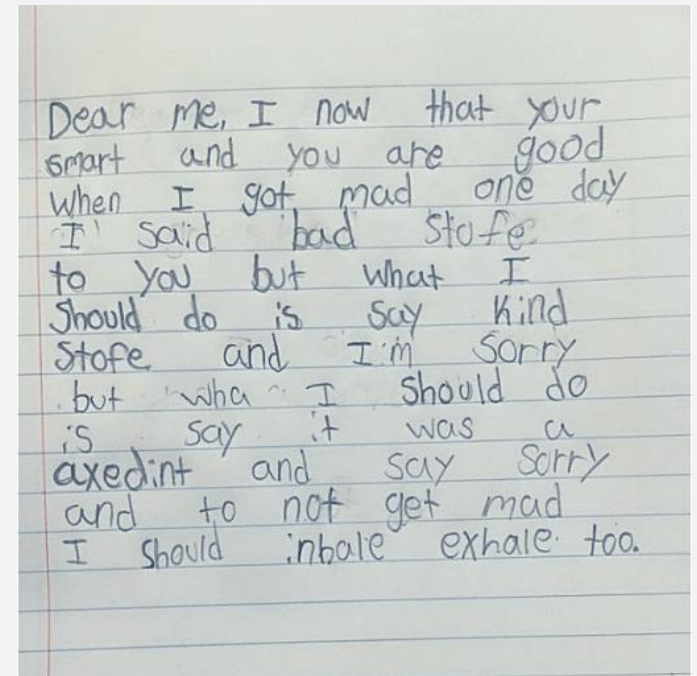 Dear me, I now that your
smart and you are good
when I got mad one day
I said bad stofe
to you but what I
Should do is say kind
Stofe and I'm sorry
but wha I should do
is say it was a
axedint and say sorry
and to not get mad
I should inhale exhale too.